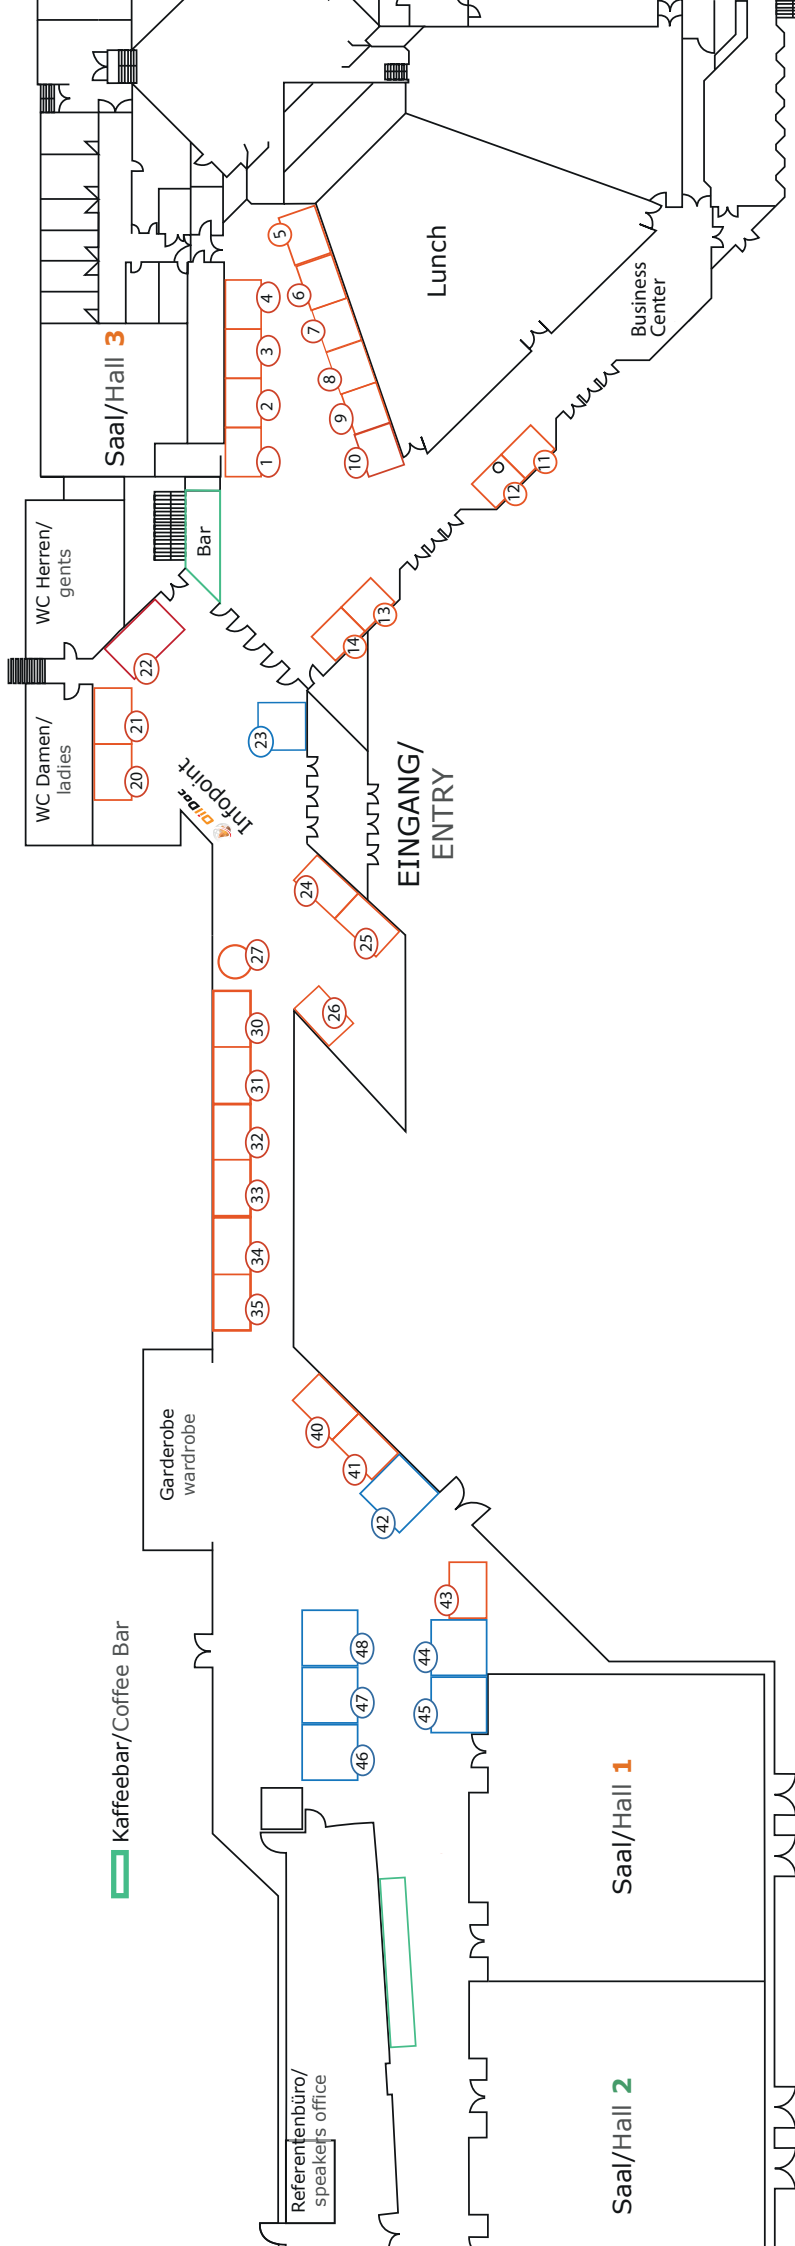 Saal/Hall 3
Lunch
Business
Center
5
6
7
8
9
10
4
3
2
1
11
12
13
14
Bar
WC Herren/
gents
WC Damen/
ladies
22
21
20
23
OjiDoc
Infopoint
EINGANG/
ENTRY
24
25
26
27
30
31
32
33
34
35
Garderobe
wardrobe
40
41
42
43
44
45
48
47
46
Kaffeebar/Coffee Bar
Saal/Hall 1
Saal/Hall 2
Referentenbüro/
speakers office